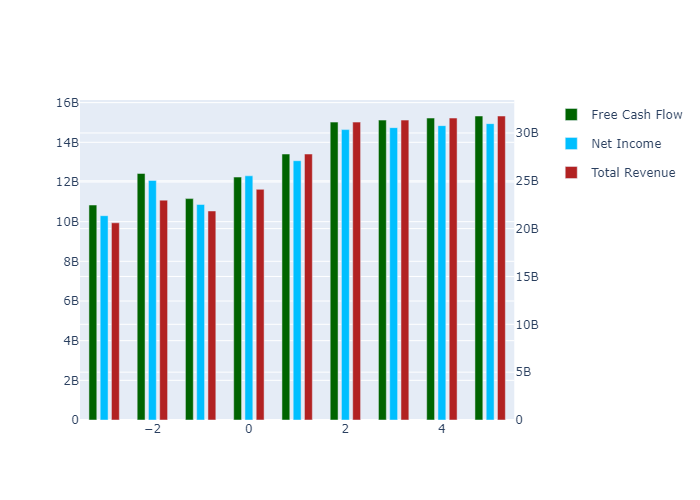 16B
14B
12B
10B
8B
6B
4B
2B
0
30B
25B
20B
15B
10B
5B
0
−2
0
2
4
Free Cash Flow
Net Income
Total Revenue